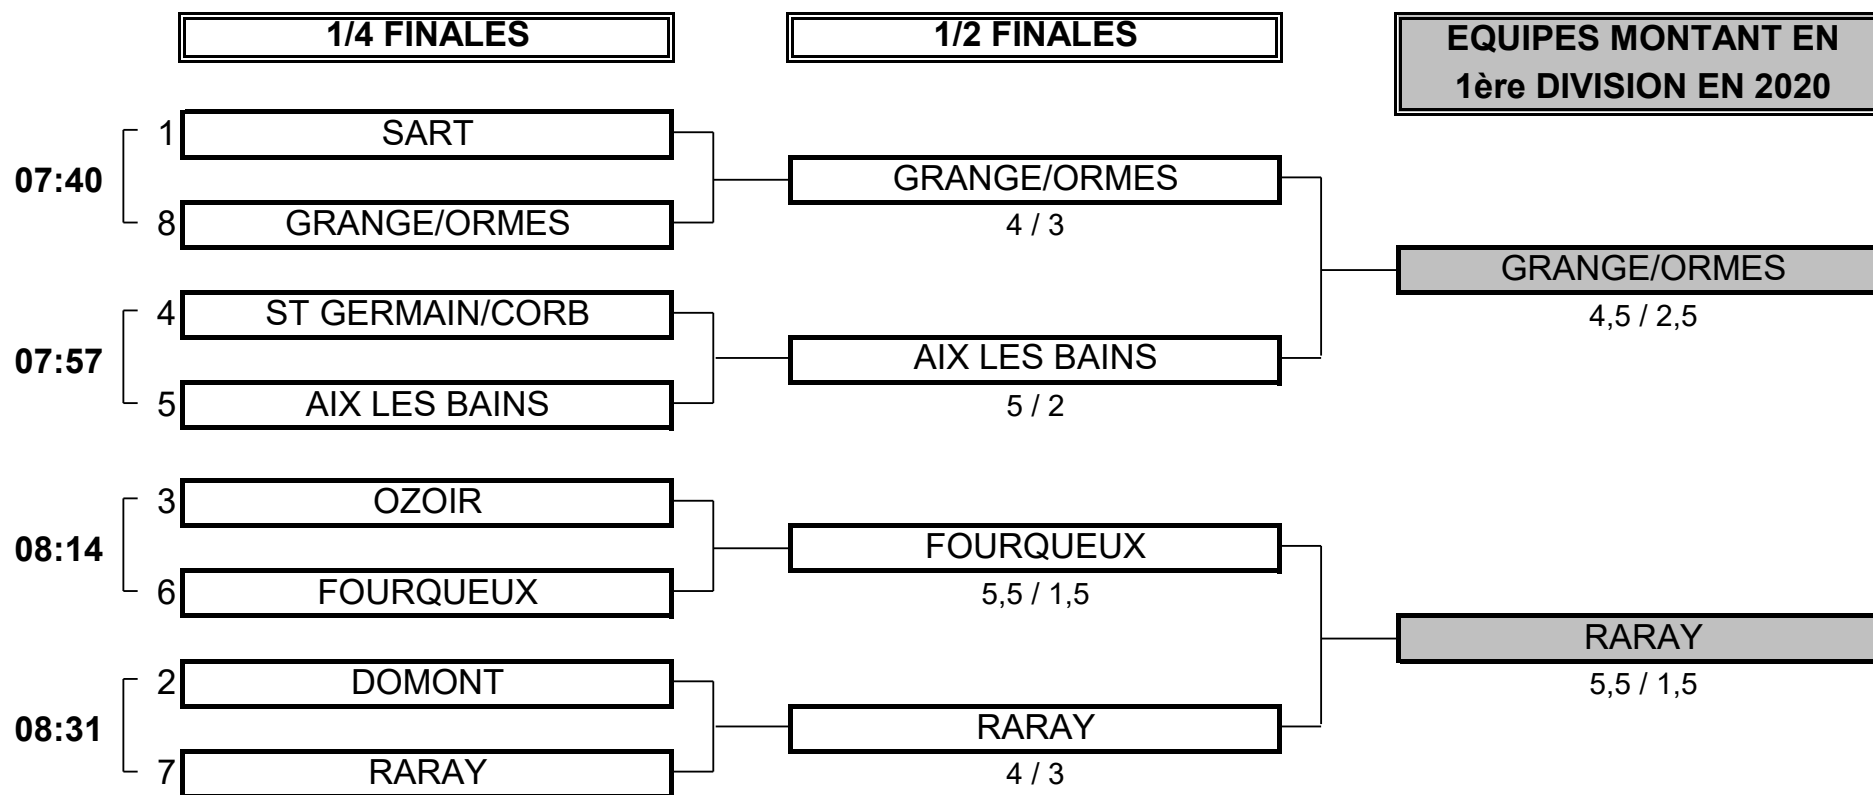 1/4 FINALES
1/2 FINALES
EQUIPES MONTANT EN
1ère DIVISION EN 2020
07:40
1 SART
8 GRANGE/ORMES
GRANGE/ORMES
4 / 3
07:57
4 ST GERMAIN/CORB
5 AIX LES BAINS
AIX LES BAINS
5 / 2
GRANGE/ORMES
4,5 / 2,5
08:14
3 OZOIR
6 FOURQUEUX
FOURQUEUX
5,5 / 1,5
08:31
2 DOMONT
7 RARAY
RARAY
4 / 3
RARAY
5,5 / 1,5